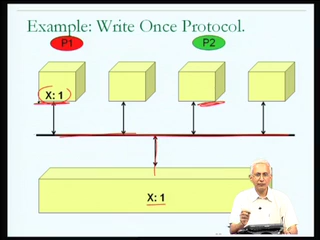 Example: Write Once Protocol.
P1
P2
X: 1
X: 1